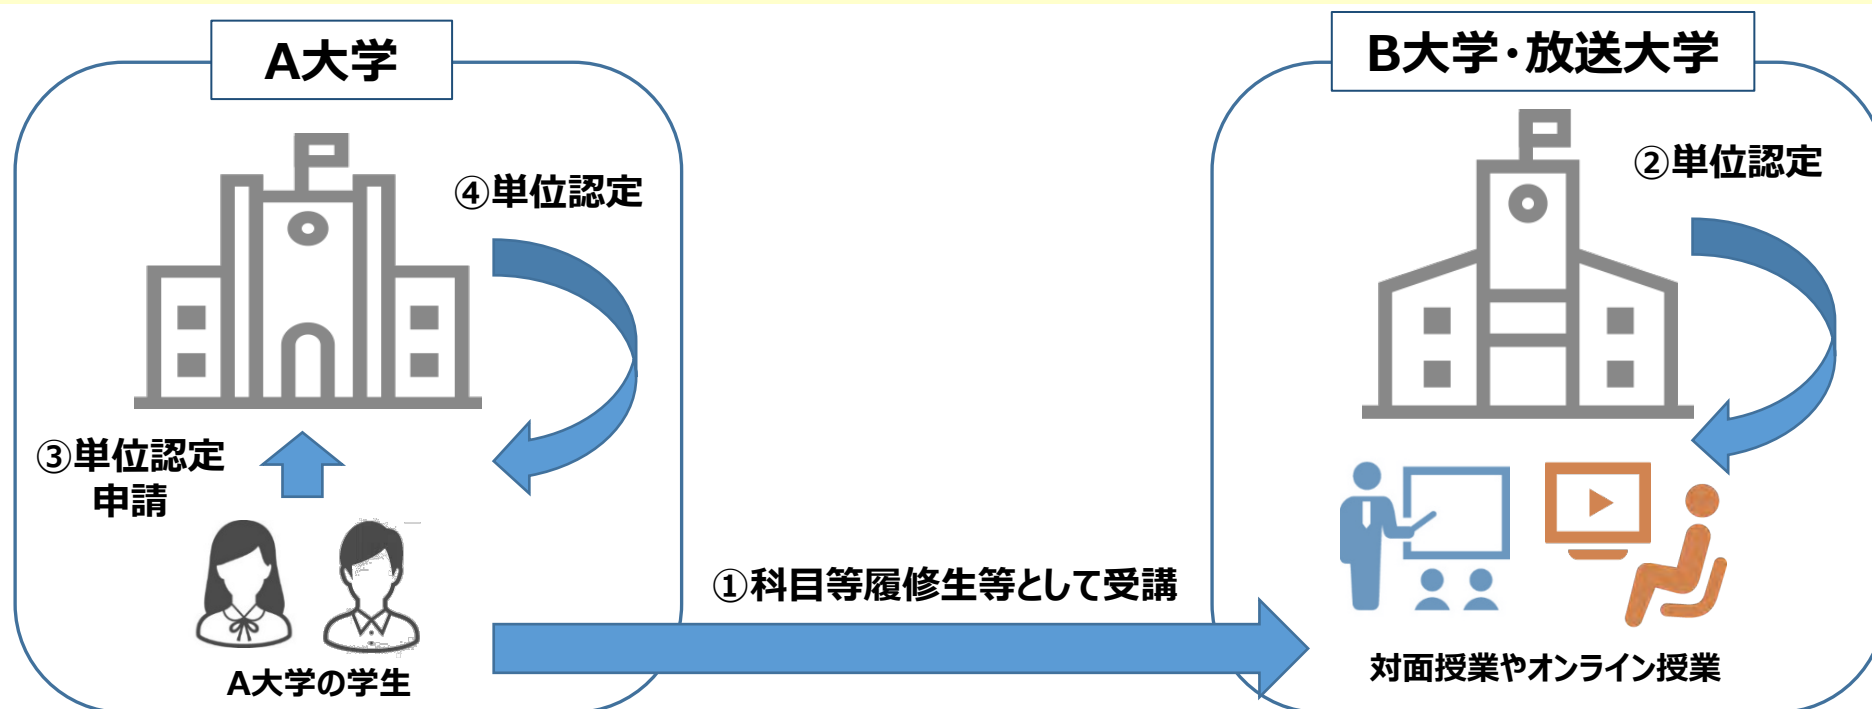 A大学
B大学・放送大学
④単位認定
②単位認定
③単位認定
申請
①科目等履修生等として受講
A大学の学生
対面授業やオンライン授業